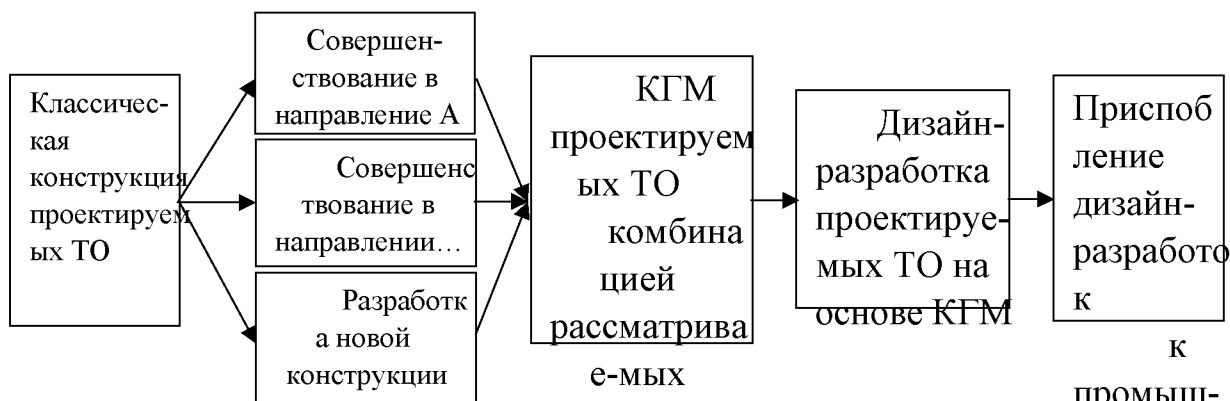 Классичес-
кая
конструкция
проектируем
ых ТО
Совершен-
ствование в
направление А
Совершенс
твование в
направлении…
Разработк
а новой
конструкции
КГМ
проектируем
ых ТО
комбина
цией
рассматрива
е-мых
Дизайн-
разработка
проектируе-
мых ТО на
основе КГМ
Приспоб
ление
дизайн-
разработо
к
к
промыш-